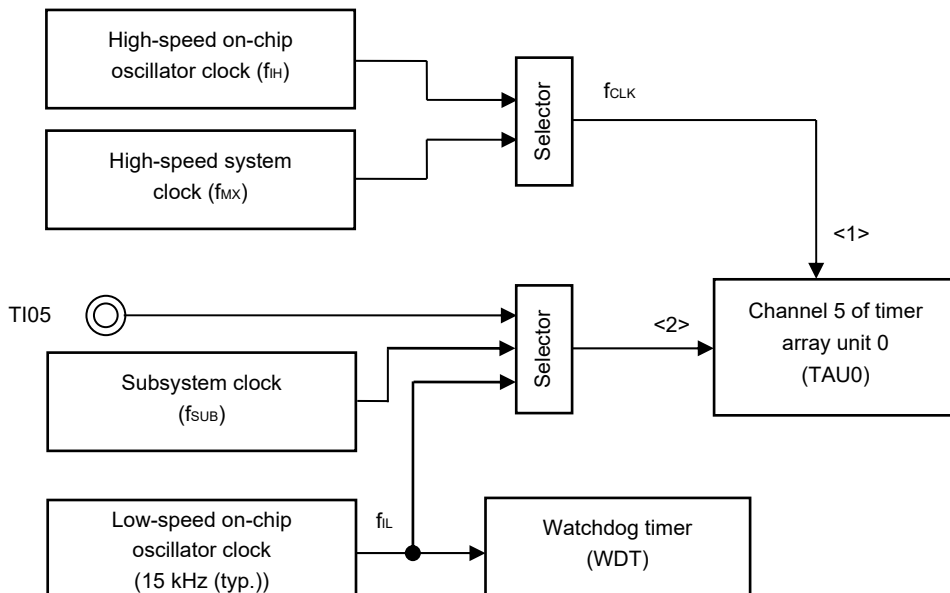 High-speed on-chip
oscillator clock (fIH)
High-speed system
clock (fMX)
Selector
fCLK
<1>
TI05
Subsystem clock
(fSUB)
Selector
<2>
Channel 5 of timer
array unit 0
(TAU0)
Low-speed on-chip
oscillator clock
(15 kHz (typ.))
fIL
Watchdog timer
(WDT)